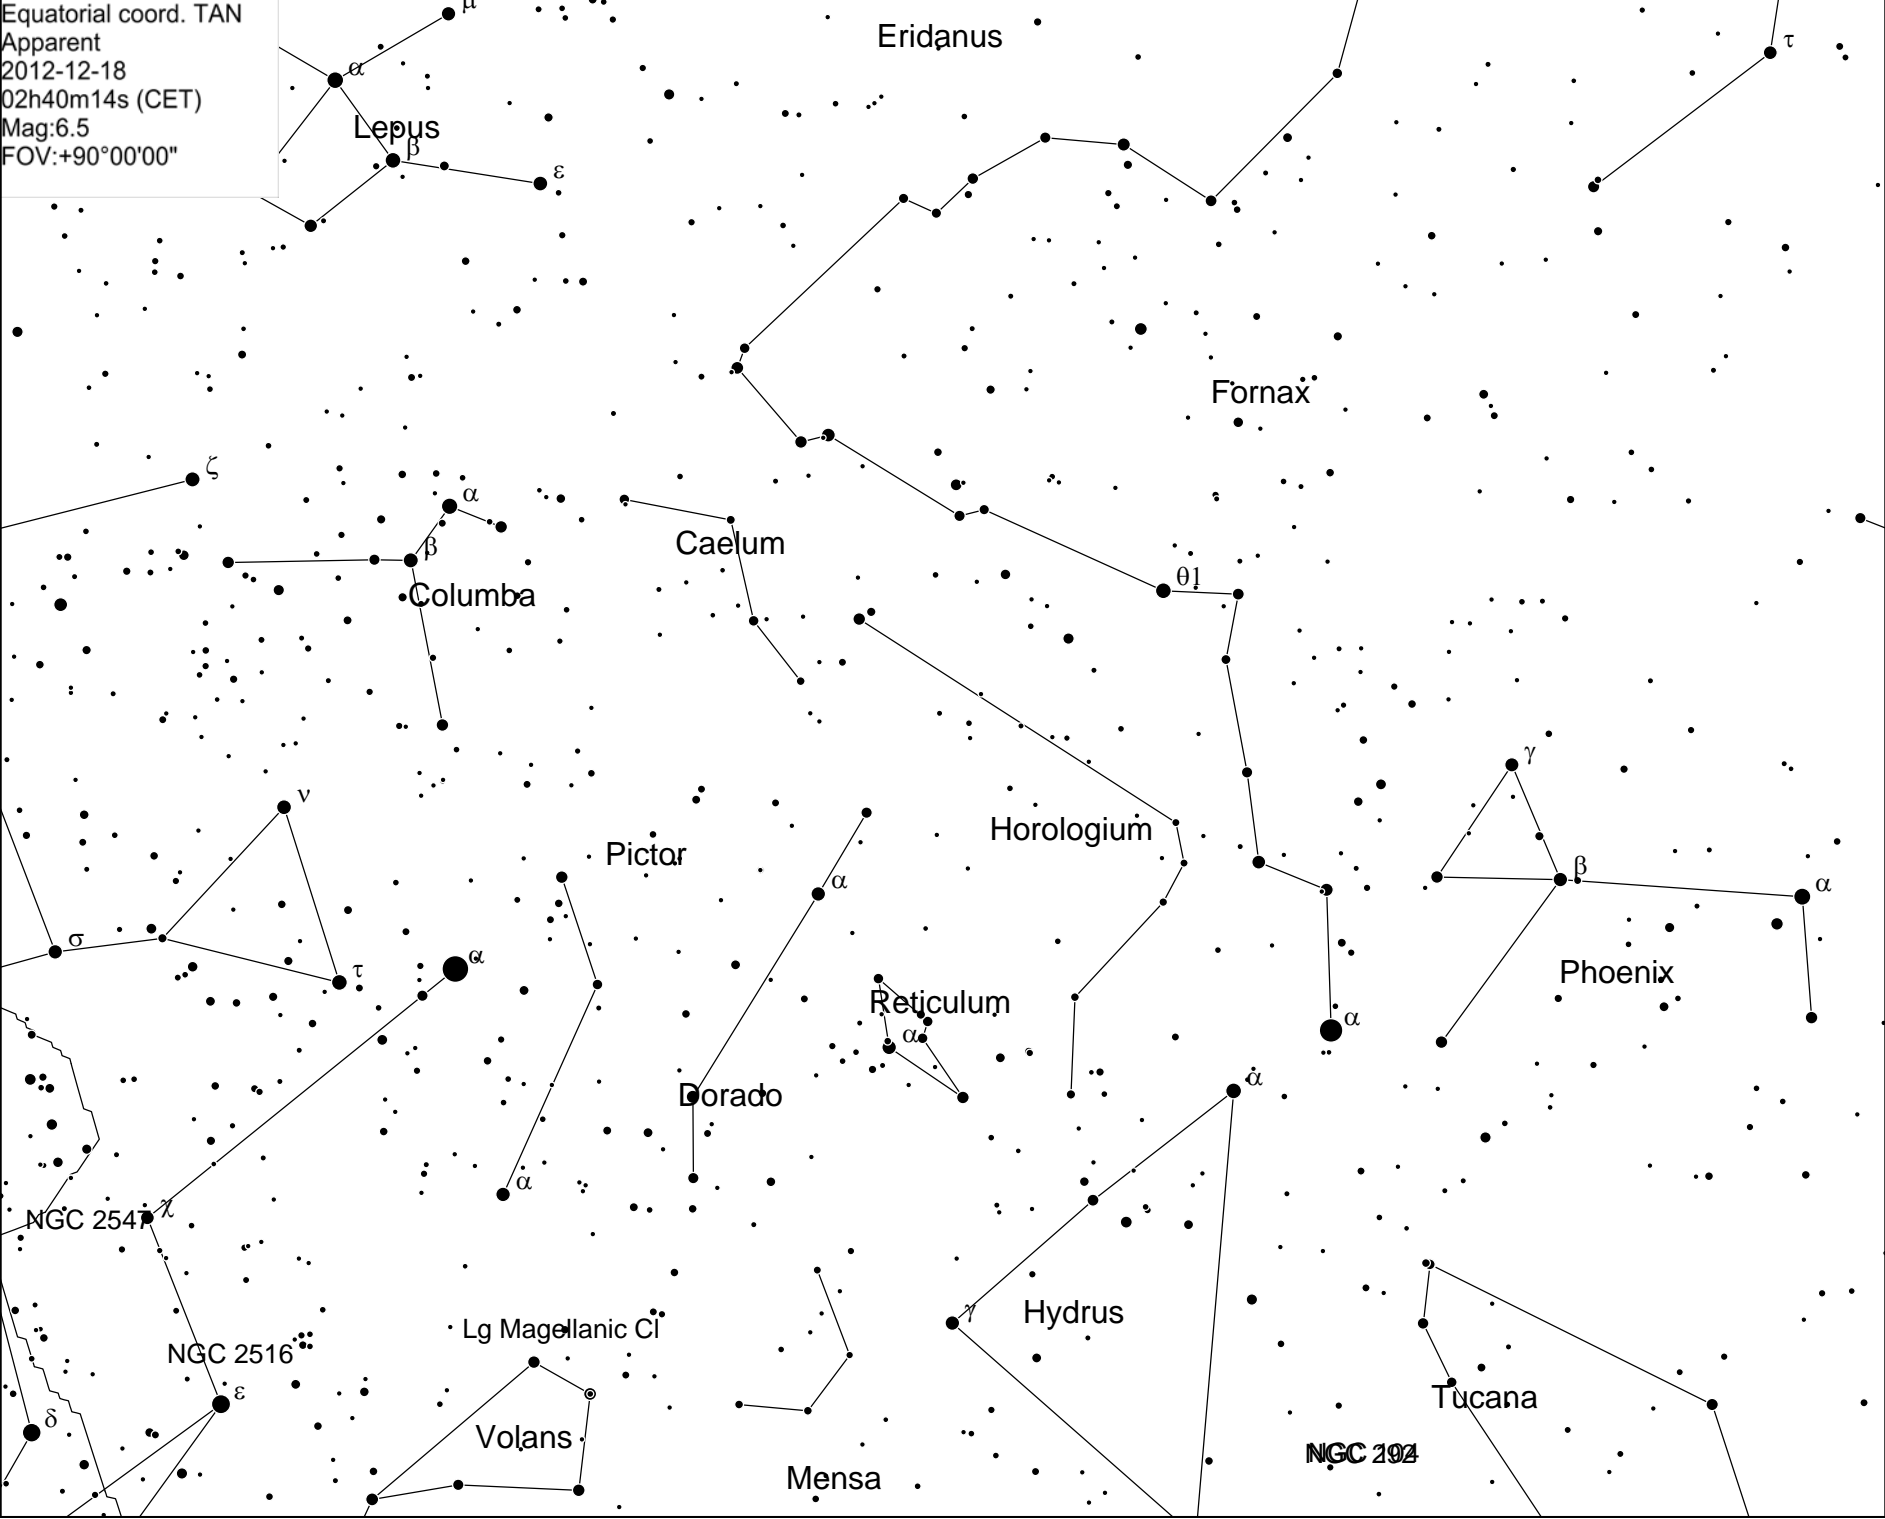 Equatorial coord. TAN
Apparent
2012-12-18
02h40m14s (CET)
Mag:6.5
FOV:+90°00'00"
μ
Eridanus
τ
α
Lepus
β
ε
Fornax
ζ
α
Caelum
β
θ1
Columba
γ
ν
Horologium
Pictor
β
α
α
σ
τ
α
Phoenix
Reticulum
α
α
α
Dorado
α
χ
NGC 2547
γ
Hydrus
Lg Magellanic Cl
NGC 2516
ε
Tucana
δ
Volans
NGC
Mensa